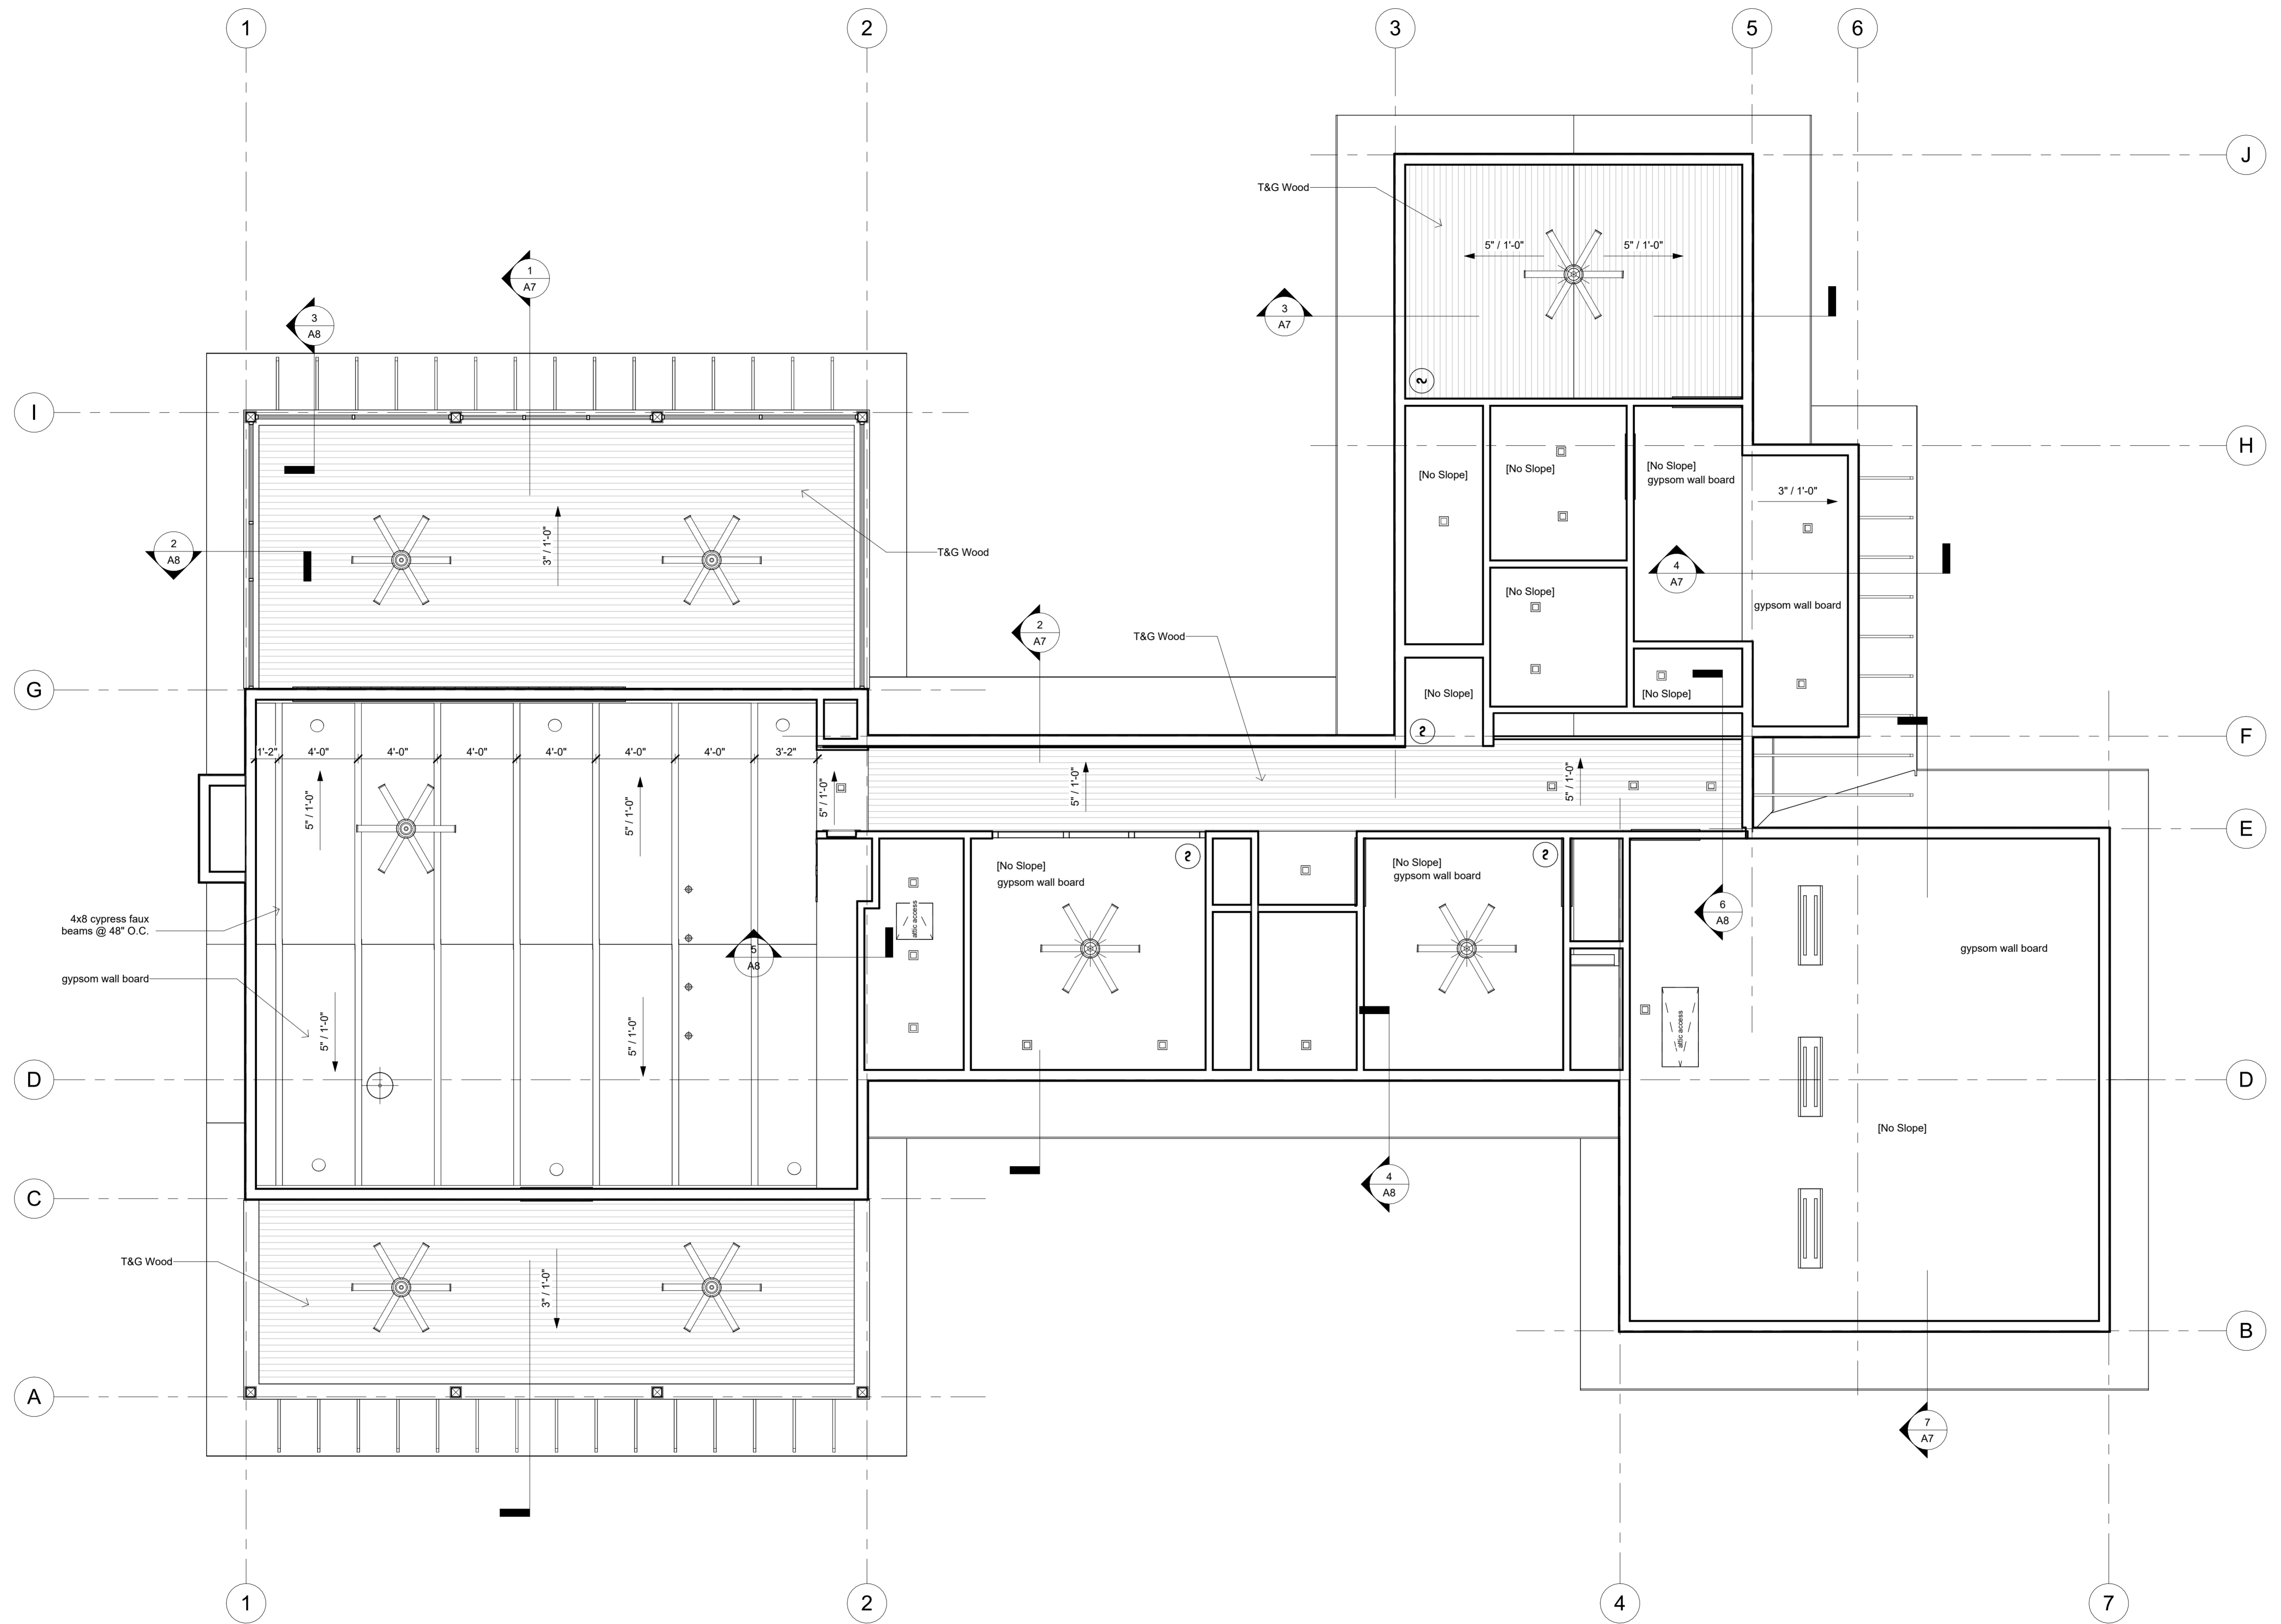 1
2
3
5
6
J
T&G Wood
5" / 1'-0"
5" / 1'-0"
1
A7
3
A8
3
A7
I
H
[No Slope]
[No Slope]
[No Slope]
gypsom wall board
3" / 1'-0"
3" / 1'-0"
2
A8
T&G Wood
4
A7
[No Slope]
gypsom wall board
2
A7
T&G Wood
G
[No Slope]
[No Slope]
F
1'-2"
4'-0"
4'-0"
4'-0"
4'-0"
4'-0"
4'-0"
3'-2"
5" / 1'-0"
5" / 1'-0"
5" / 1'-0"
5" / 1'-0"
5" / 1'-0"
E
[No Slope]
gypsom wall board
[No Slope]
gypsom wall board
4x8 cypress faux
beams @ 48" O.C.
attic access
6
A8
5
A8
gypsom wall board
gypsom wall board
5" / 1'-0"
5" / 1'-0"
attic access
D
D
[No Slope]
4
A8
C
T&G Wood
3" / 1'-0"
B
A
7
A7
1
2
4
7